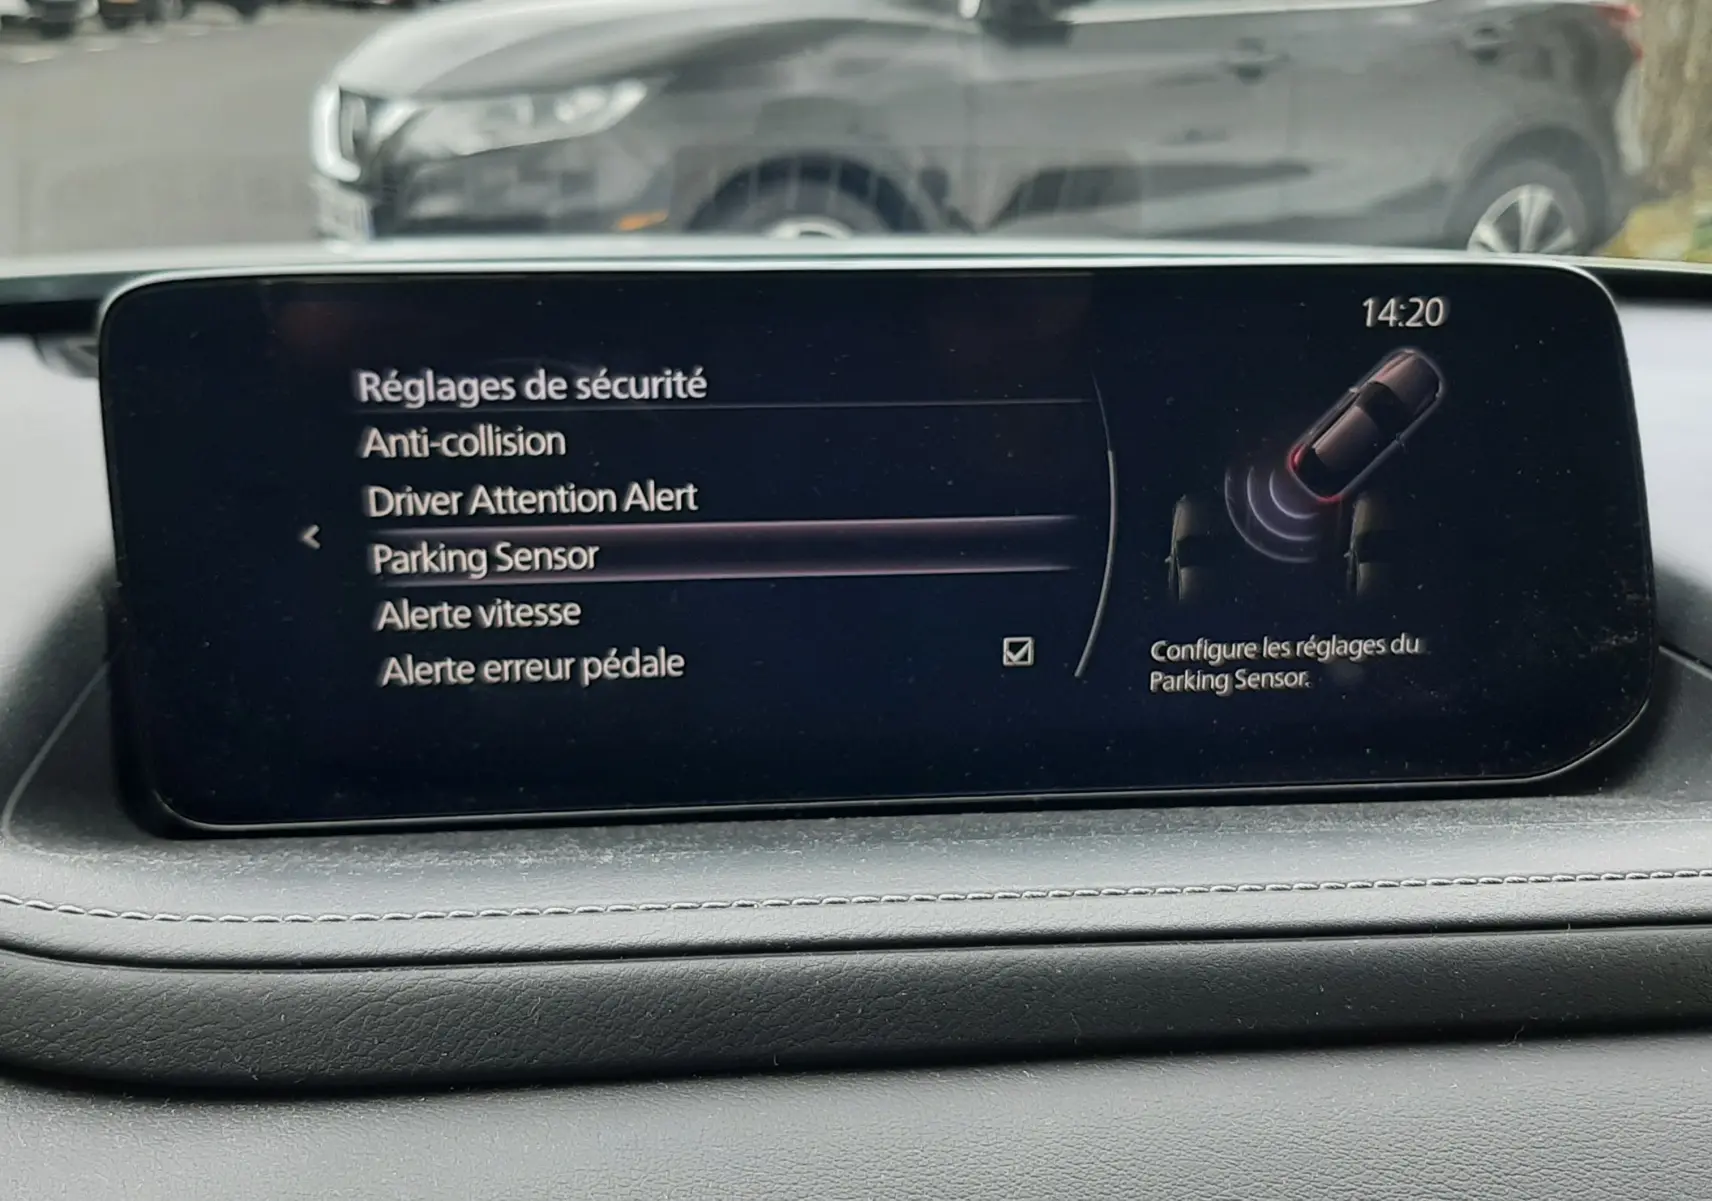 14:20
Réglages de sécurité
Anti-collision
Driver Attention Alert
Parking Sensor
Alerte vitesse
Alerte erreur pédale
Configure les réglages du
Parking Sensor.